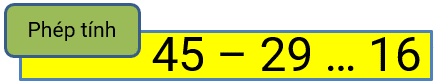 Phép tính
45 – 29 ... 16